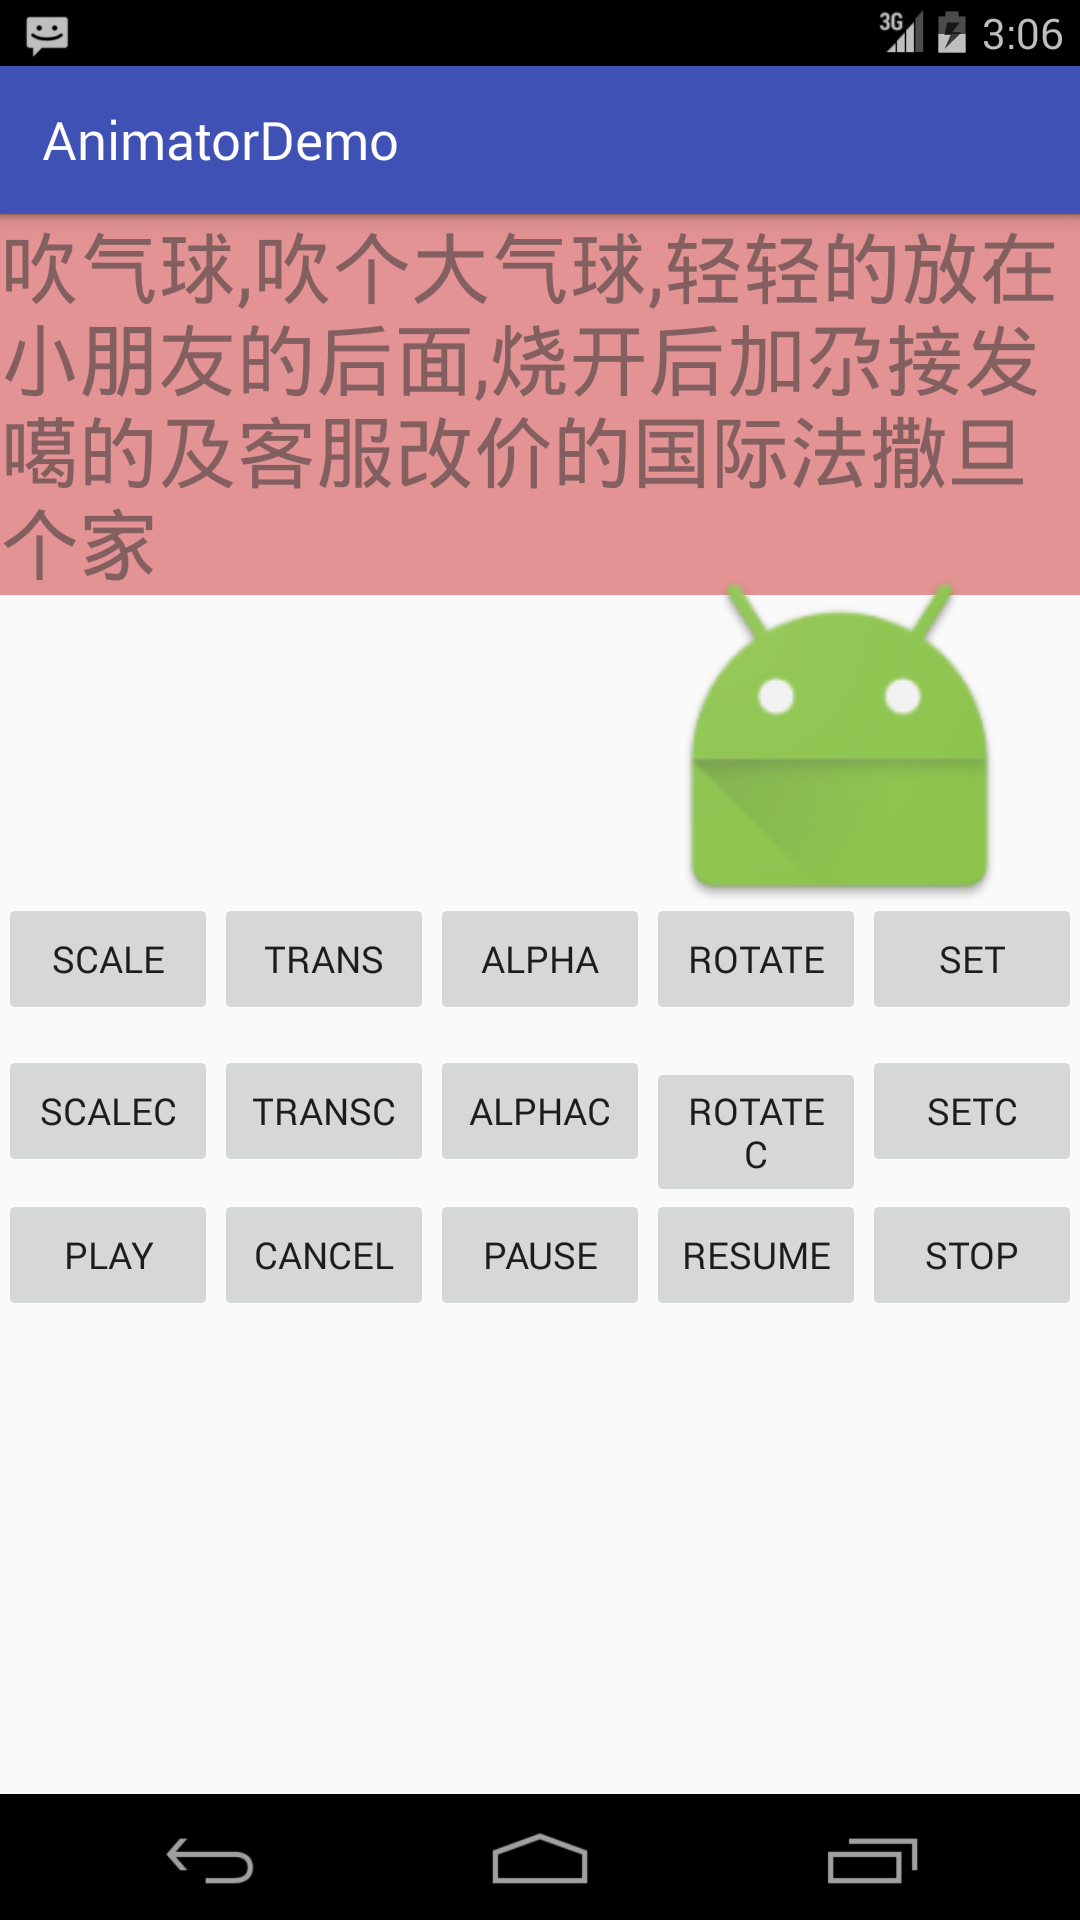 3G 3:06
AnimatorDemo
吹气球,吹个大气球,轻轻的放在
小朋友的后面,烧开后加尕接发
噶的及客服改价的国际法撒旦
个家
SCALE TRANS ALPHA ROTATE SET
SCALEC TRANSC ALPHAC ROTATE SETC
C
PLAY CANCEL PAUSE RESUME STOP